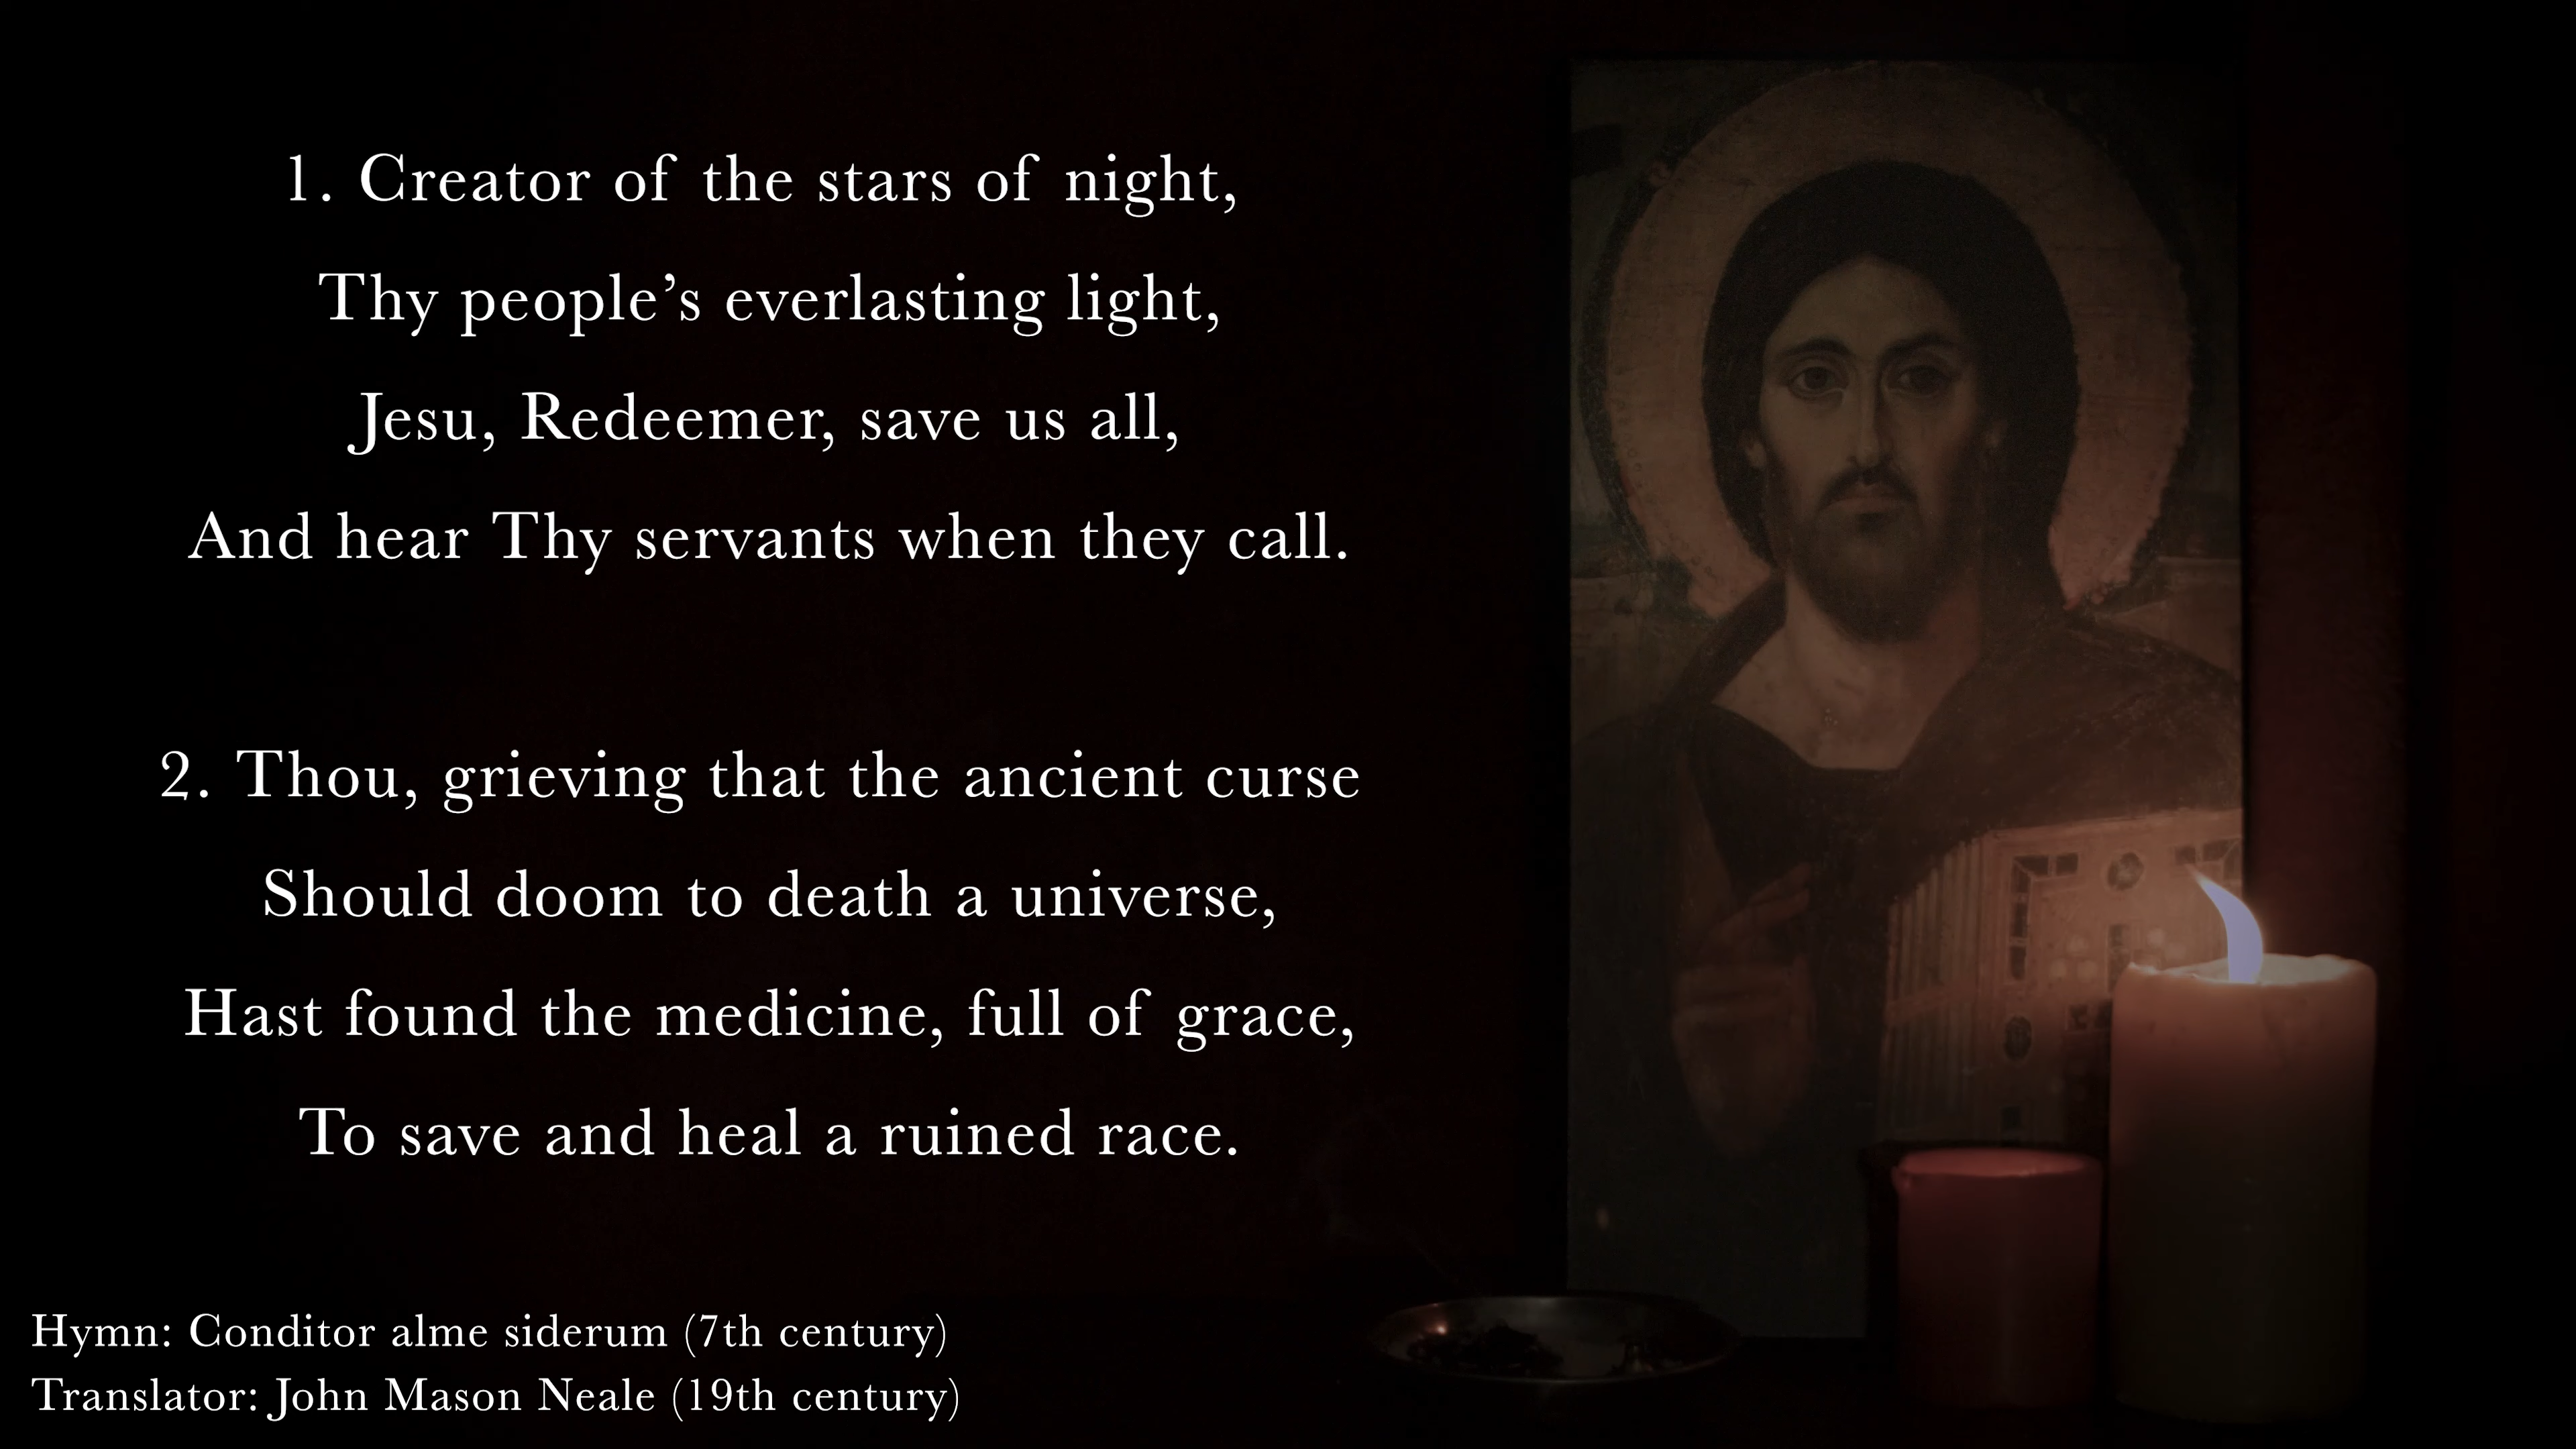 1. Creator of the stars of night,
Thy people’s everlasting light,
Jesu, Redeemer, save us all,
And hear Thy servants when they call.
2. Thou, grieving that the ancient curse
Should doom to death a universe,
Hast found the medicine, full of grace,
To save and heal a ruined race.
Hymn: Conditor alme siderum (7th century)
Translator: John Mason Neale (19th century)